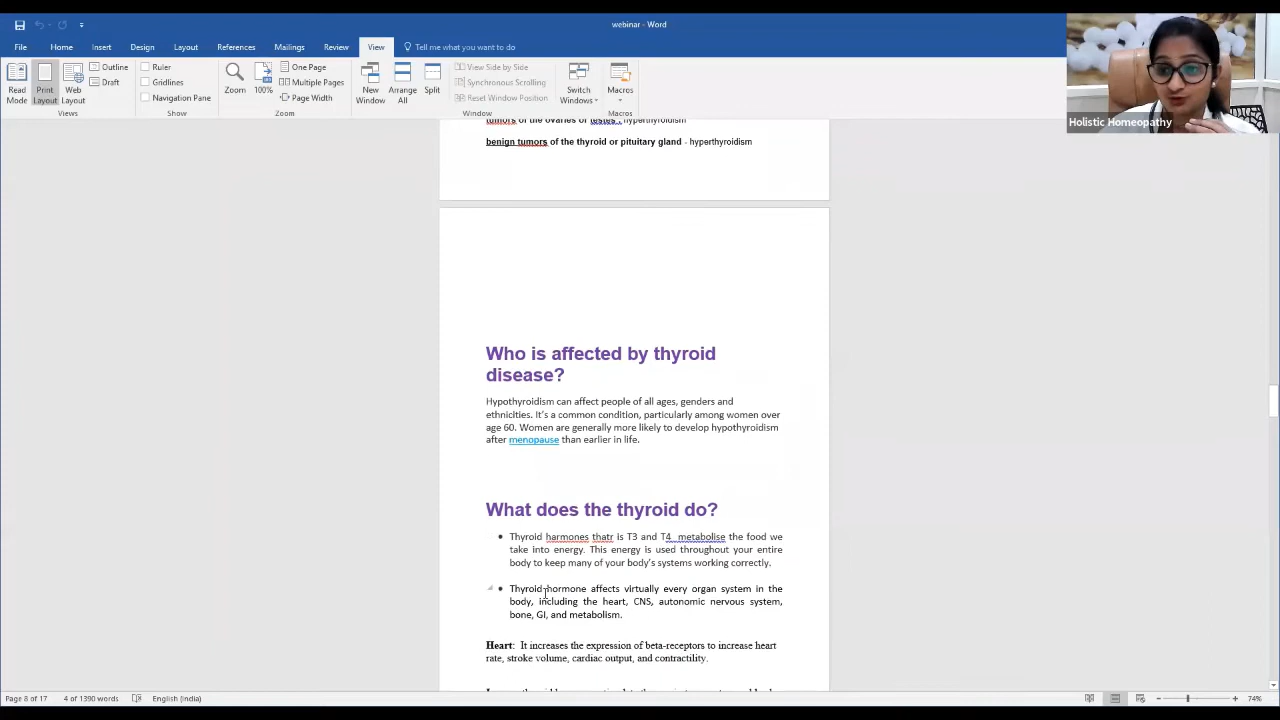 webinar - Word
File Home Insert Design Layout References Mailings Review View Tell me what you want to do
Read Mode
Print Layout
Web Layout
Outline
Draft
Views
Ruler
Gridlines
Navigation Pane
Show
Zoom
100%
One Page
Multiple Pages
Page Width
Zoom
New Window
Arrange All
Split
View Side by Side
Synchronous Scrolling
Reset Window Position
Window
Switch Windows
Macros
Macros
Holistic Homeopathy
tumors of the ovaries of testes : hyperthyroidism
benign tumors of the thyroid or pituitary gland - hyperthyroidism
Who is affected by thyroid
disease?
Hypothyroidism can affect people of all ages, genders and
ethnicities. It's a common condition, particularly among women over
age 60. Women are generally more likely to develop hypothyroidism
after menopause than earlier in life.
What does the thyroid do?
• Thyroid harmones thatr is T3 and T4 metabolise the food we
take into energy. This energy is used throughout your entire
body to keep many of your body's systems working correctly.
• Thyroid hormone affects virtually every organ system in the
body, including the heart, CNS, autonomic nervous system,
bone, GI, and metabolism.
Heart: It increases the expression of beta-receptors to increase heart
rate, stroke volume, cardiac output, and contractility.
Page 8 of 17 4 of 1390 words English (India) 74%